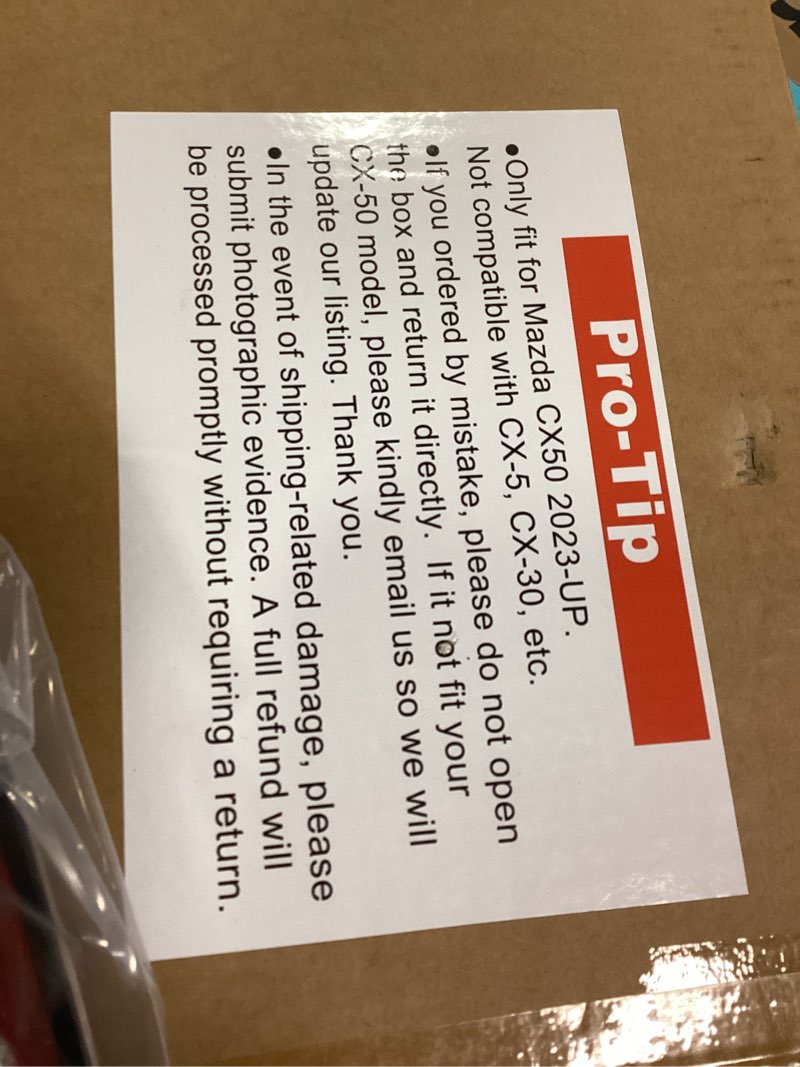 Pro-Tip
•Only fit for Mazda CX50 2023-UP.
Not compatible with CX-5, CX-30, etc.
•If you ordered by mistake, please do not open
the box and return it directly. If it not fit your
CX-50 model, please kindly email us so we will
update our listing. Thank you.
•In the event of shipping-related damage, please
submit photographic evidence. A full refund will
be processed promptly without requiring a return.